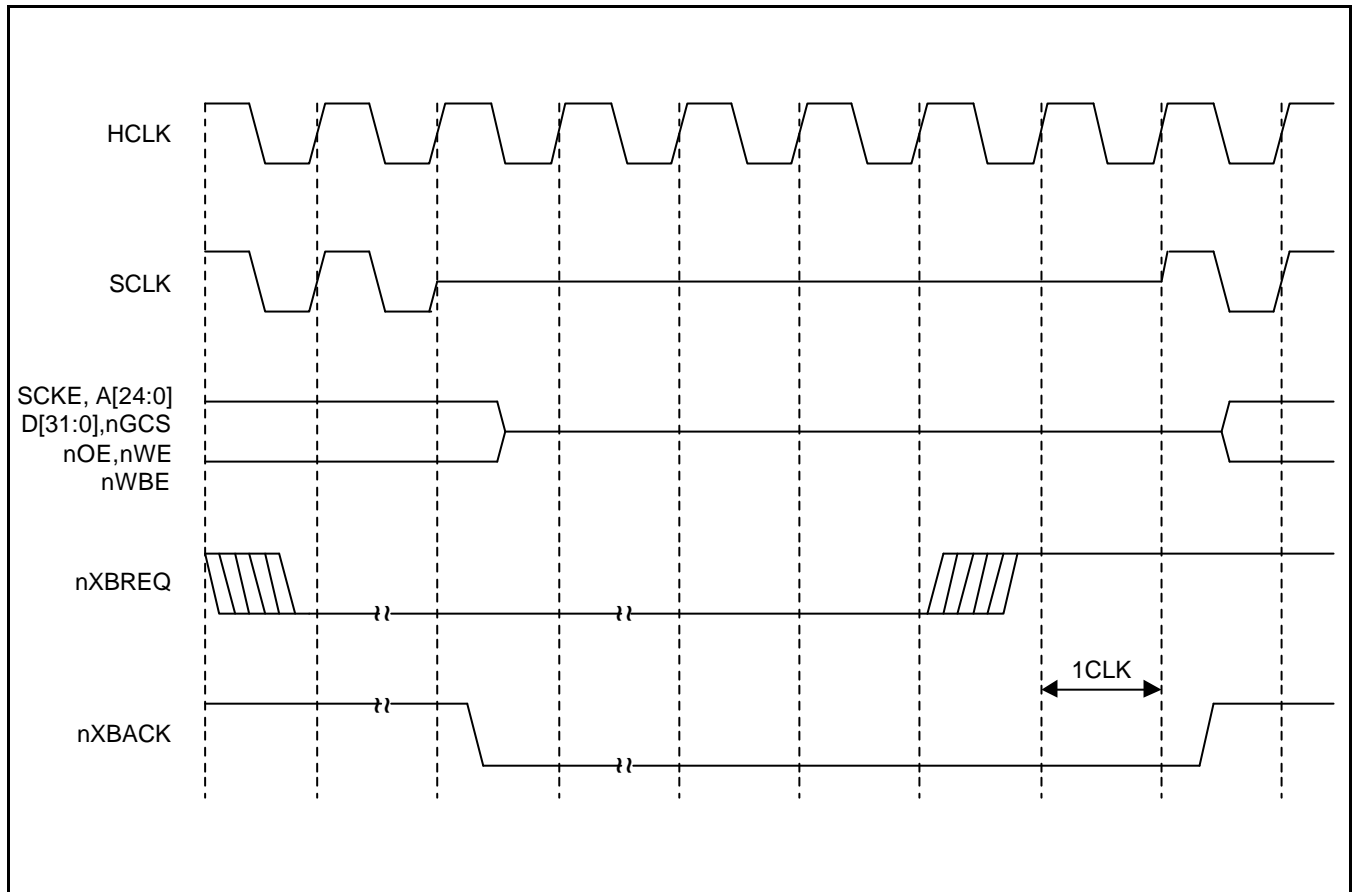 HCLK
SCLK
SCKE, A[24:0]
D[31:0],nGCS
nOE,nWE
nWBE
nXBREQ
1CLK
nXBACK